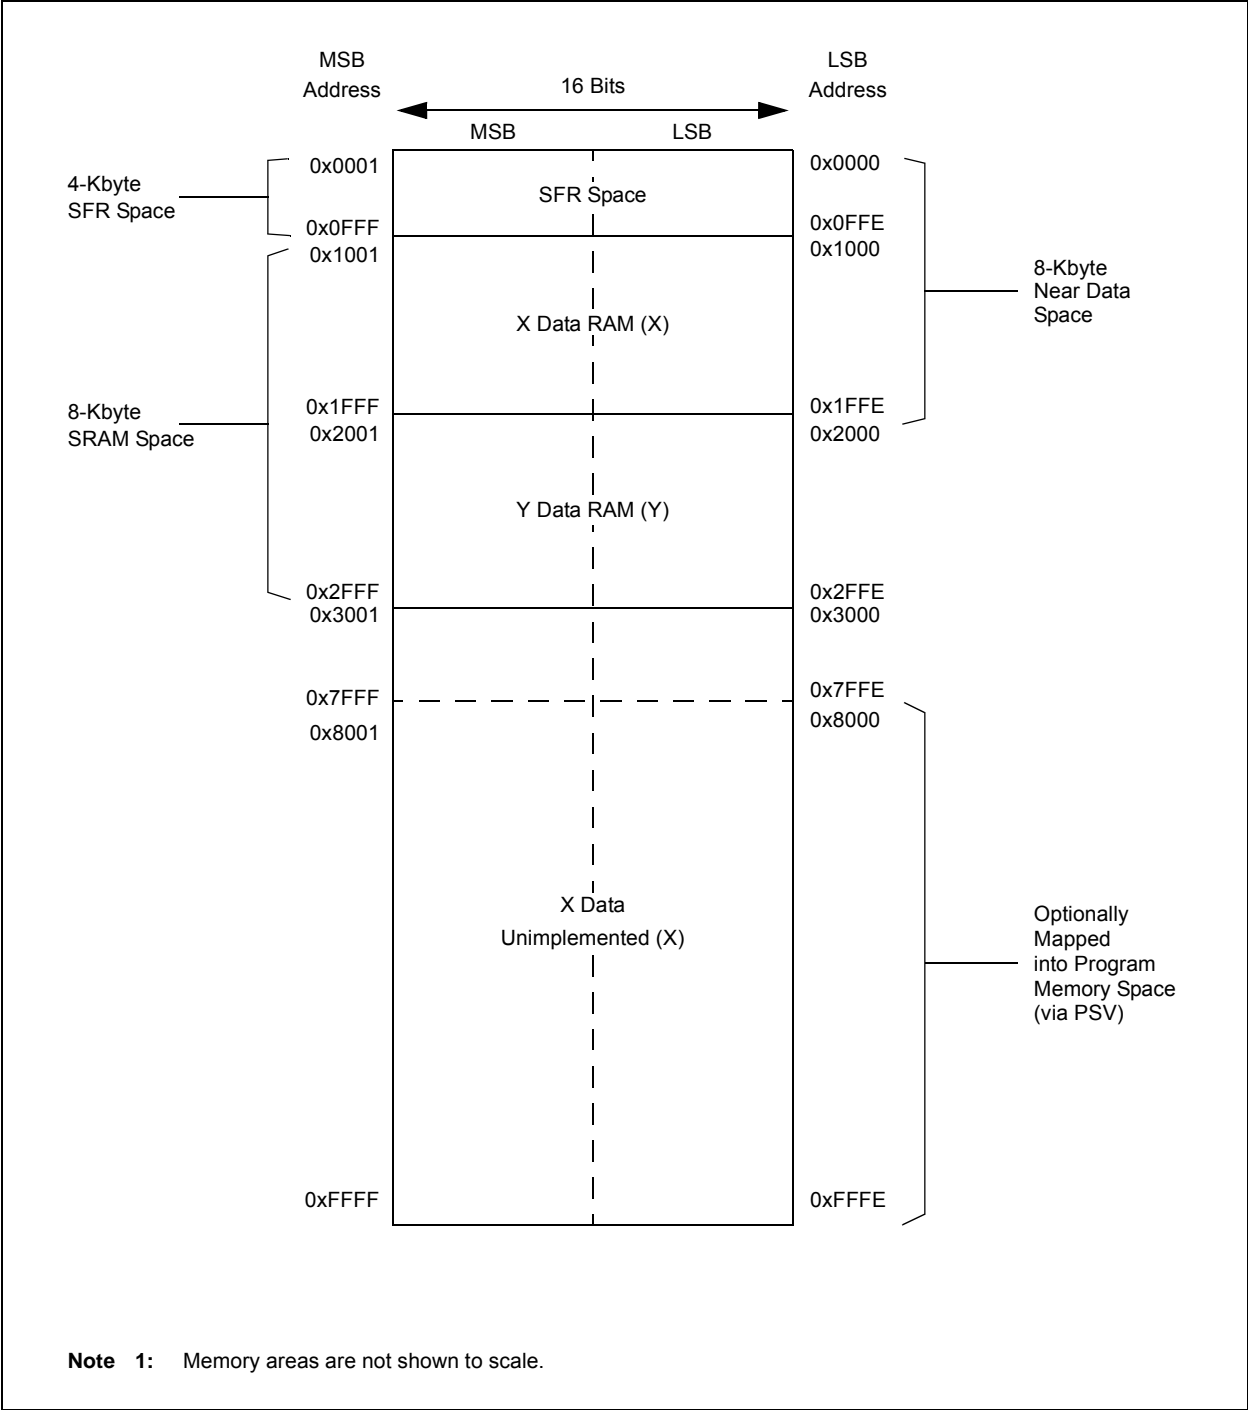 MSB
Address
LSB
Address
16 Bits
MSB
LSB
4-Kbyte
SFR Space
0x0001
0x0000
SFR Space
0x0FFF
0x0FFE
0x1001
0x1000
8-Kbyte
Near Data
Space
X Data RAM (X)
8-Kbyte
SRAM Space
0x1FFF
0x1FFE
0x2001
0x2000
Y Data RAM (Y)
0x2FFF
0x2FFE
0x3001
0x3000
0x7FFF
0x7FFE
0x8001
0x8000
X Data
Unimplemented (X)
Optionally
Mapped
into Program
Memory Space
(via PSV)
0xFFFF
0xFFFE
Note 1: Memory areas are not shown to scale.